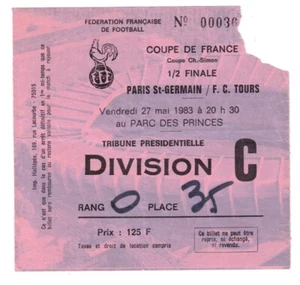 FEDERATION FRANÇAISE
DE FOOTBALL
Nº 00036
COUPE DE FRANCE
Coupe Ch.-Simon
1/2 FINALE
PARIS St-GERMAIN / F.C. TOURS
Vendredi 27 mai 1983 à 20 h 30
au PARC DES PRINCES
TRIBUNE PRESIDENTIELLE
DIVISION C
RANG 0 PLACE 35
Prix : 125 F
Taxes et droit de location compris
Ce billet ne peut être
repris, ni échangé,
ni revendu.